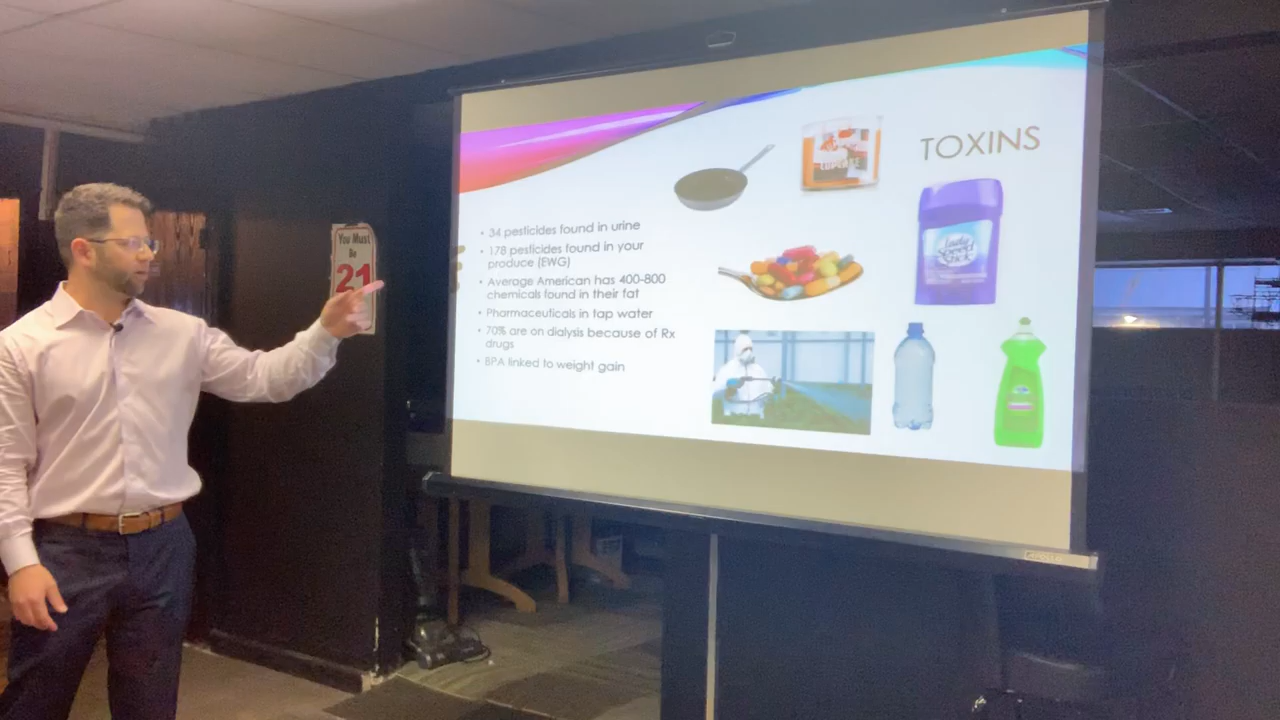 TOXINS
• 34 pesticides found in urine
• 178 pesticides found in your
produce (EWG)
• Average American has 400-800
chemicals found in their fat
• Pharmaceuticals in tap water
• 70% are on dialysis because of Rx
drugs
• BPA linked to weight gain
Lady
Speed
Stick
You Must
Be
21